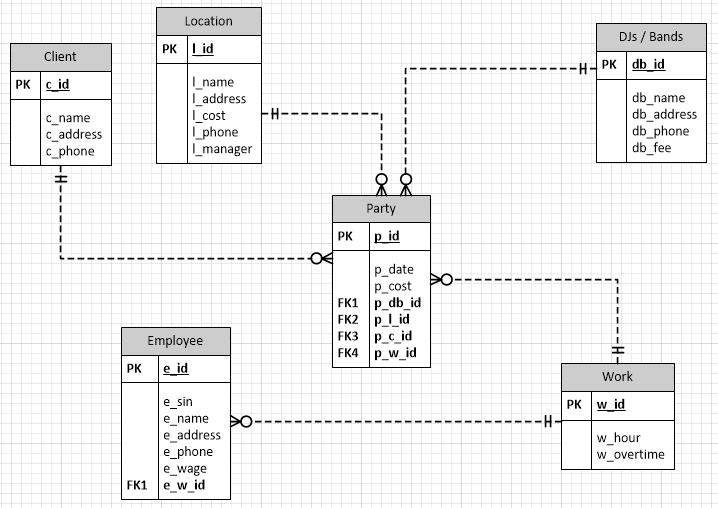 Location
PK l_id
l_name
l_address
l_cost
l_phone
l_manager
Client
PK c_id
c_name
c_address
c_phone
DJs / Bands
PK db_id
db_name
db_address
db_phone
db_fee
Party
PK p_id
p_date
p_cost
FK1 p_db_id
FK2 p_l_id
FK3 p_c_id
FK4 p_w_id
Employee
PK e_id
e_sin
e_name
e_address
e_phone
e_wage
FK1 e_w_id
Work
PK w_id
w_hour
w_overtime